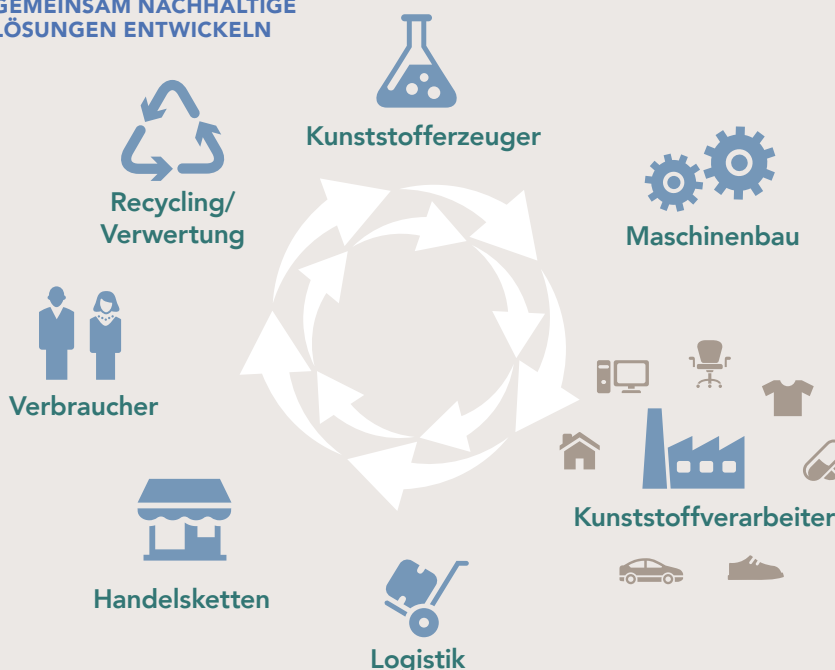 GEMEINSAM NACHHALTIGE
LÖSUNGEN ENTWICKELN
Kunststofferzeuger
Recycling/
Verwertung
Maschinenbau
Verbraucher
Kunststoffverarbeiter
Handelsketten
Logistik